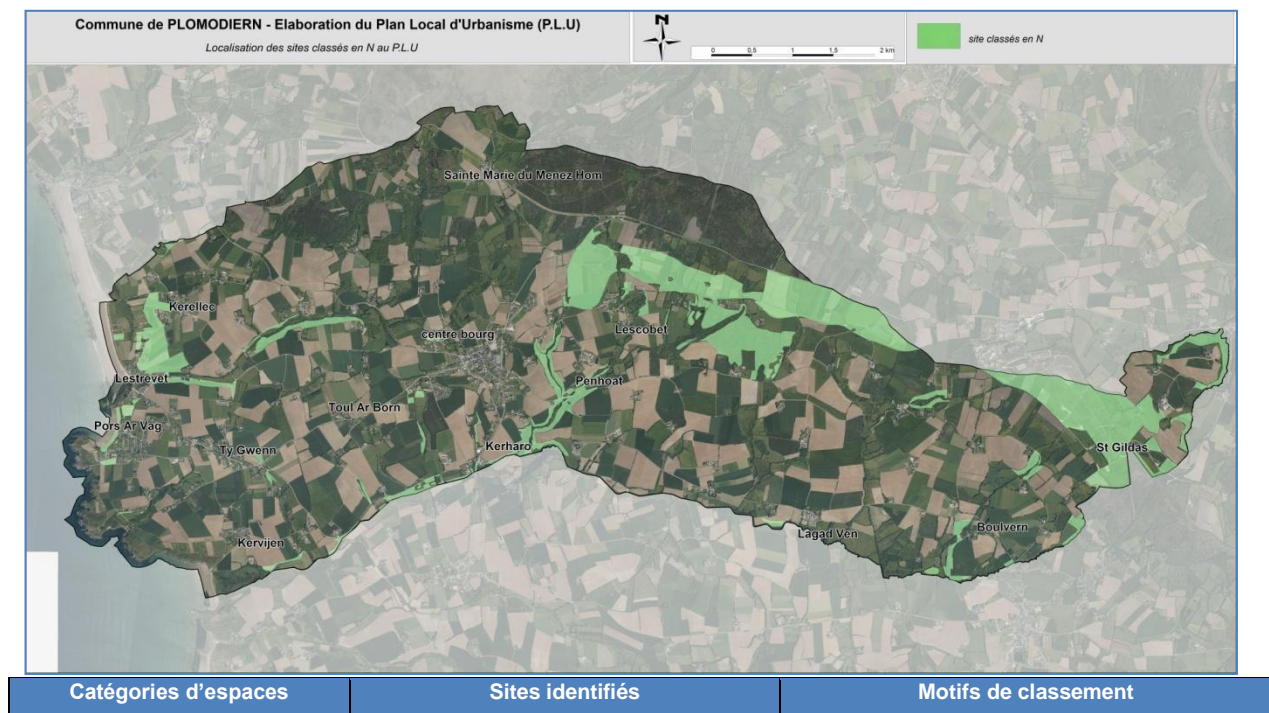 Commune de PLOMODIERN - Elaboration du Plan Local d'Urbanisme (P.L.U)
Localisation des sites classés en N au P.L.U
N
0 0,5 1 1,5 2 km
site classés en N
Sainte Marie du Menez Hom
Kerellec
centre bourg
Lescobet
Lestrevet
Penhoat
Toul Ar Born
Pors Ar Vag
Ty Gwenn
Kerharo
St Gildas
Kervijen
Lagad Ven
Boulvern
Catégories d'espaces
Sites identifiés
Motifs de classement